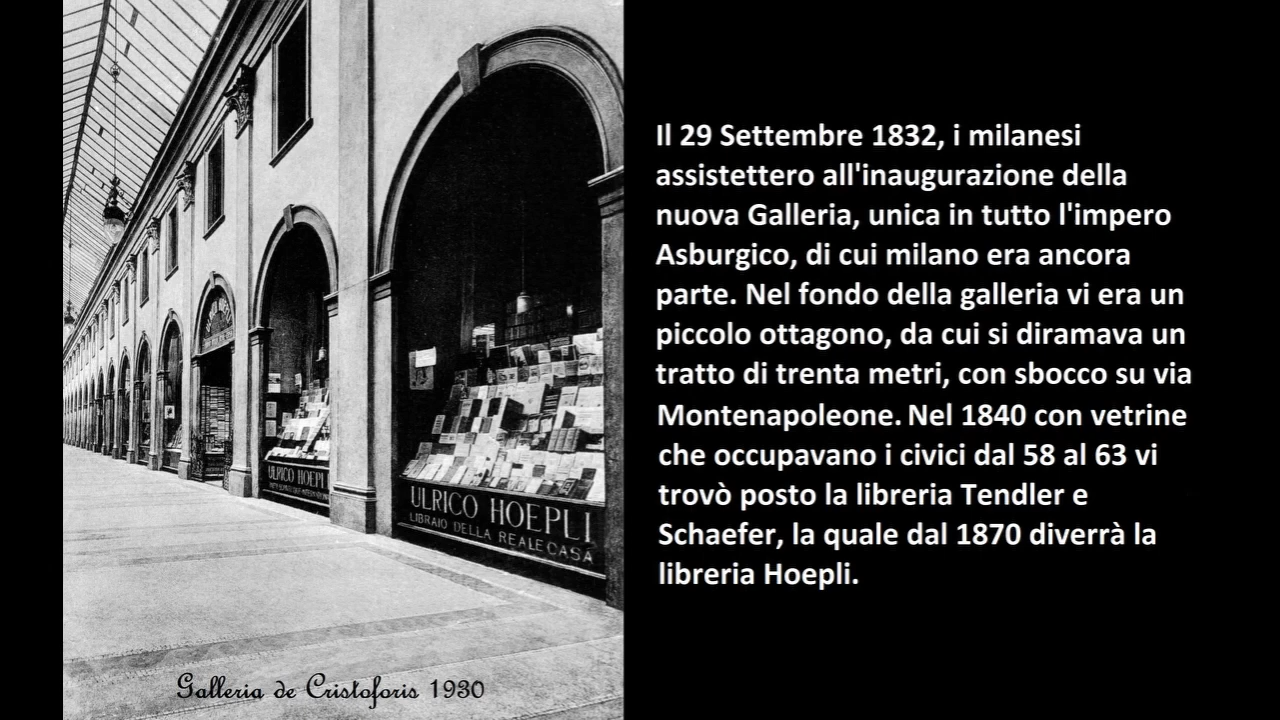 Il 29 Settembre 1832, i milanesi
assistettero all'inaugurazione della
nuova Galleria, unica in tutto l'impero
Asburgico, di cui milano era ancora
parte. Nel fondo della galleria vi era un
piccolo ottagono, da cui si diramava un
tratto di trenta metri, con sbocco su via
Montenapoleone. Nel 1840 con vetrine
che occupavano i civici dal 58 al 63 vi
trovò posto la libreria Tendler e
Schaefer, la quale dal 1870 diverrà la
libreria Hoepli.
ULRICO HOEPLI
ULRICO HOEPLI
LIBRAIO DELLA REALE CASA
Galleria de Cristoforis 1930